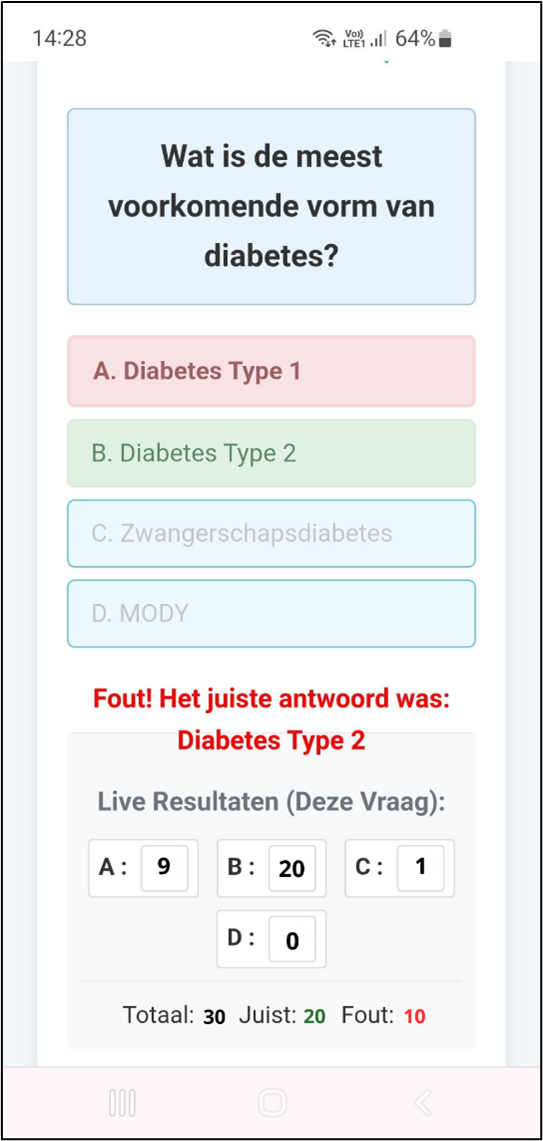 14:28 Vo)) LTE1 64%
Wat is de meest
voorkomende vorm van
diabetes?
A. Diabetes Type 1
B. Diabetes Type 2
C. Zwangerschapsdiabetes
D. MODY
Fout! Het juiste antwoord was:
Diabetes Type 2
Live Resultaten (Deze Vraag):
A : 9 B : 20 C : 1
D : 0
Totaal: 30 Juist: 20 Fout: 10